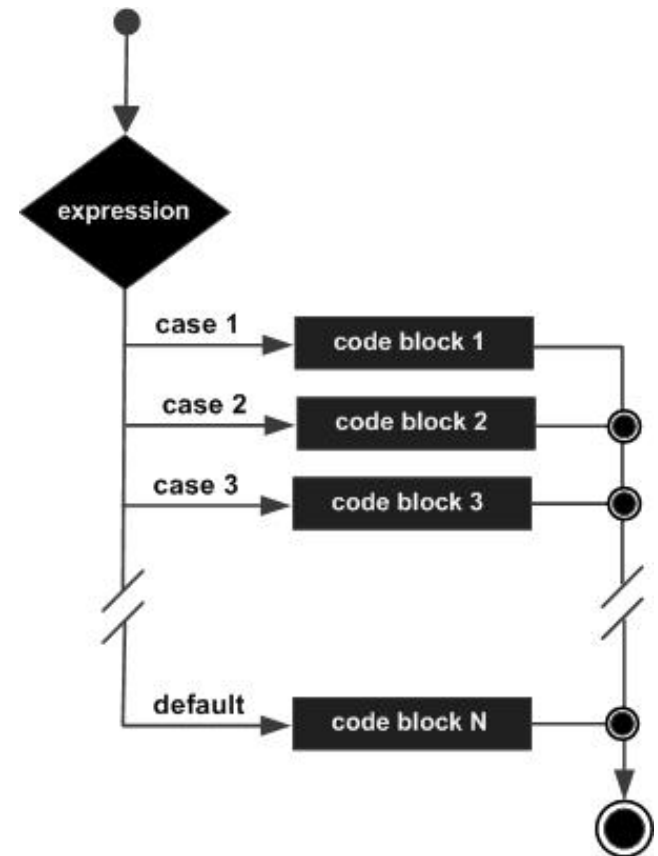 expression
case 1
code block 1
case 2
code block 2
case 3
code block 3
default
code block N